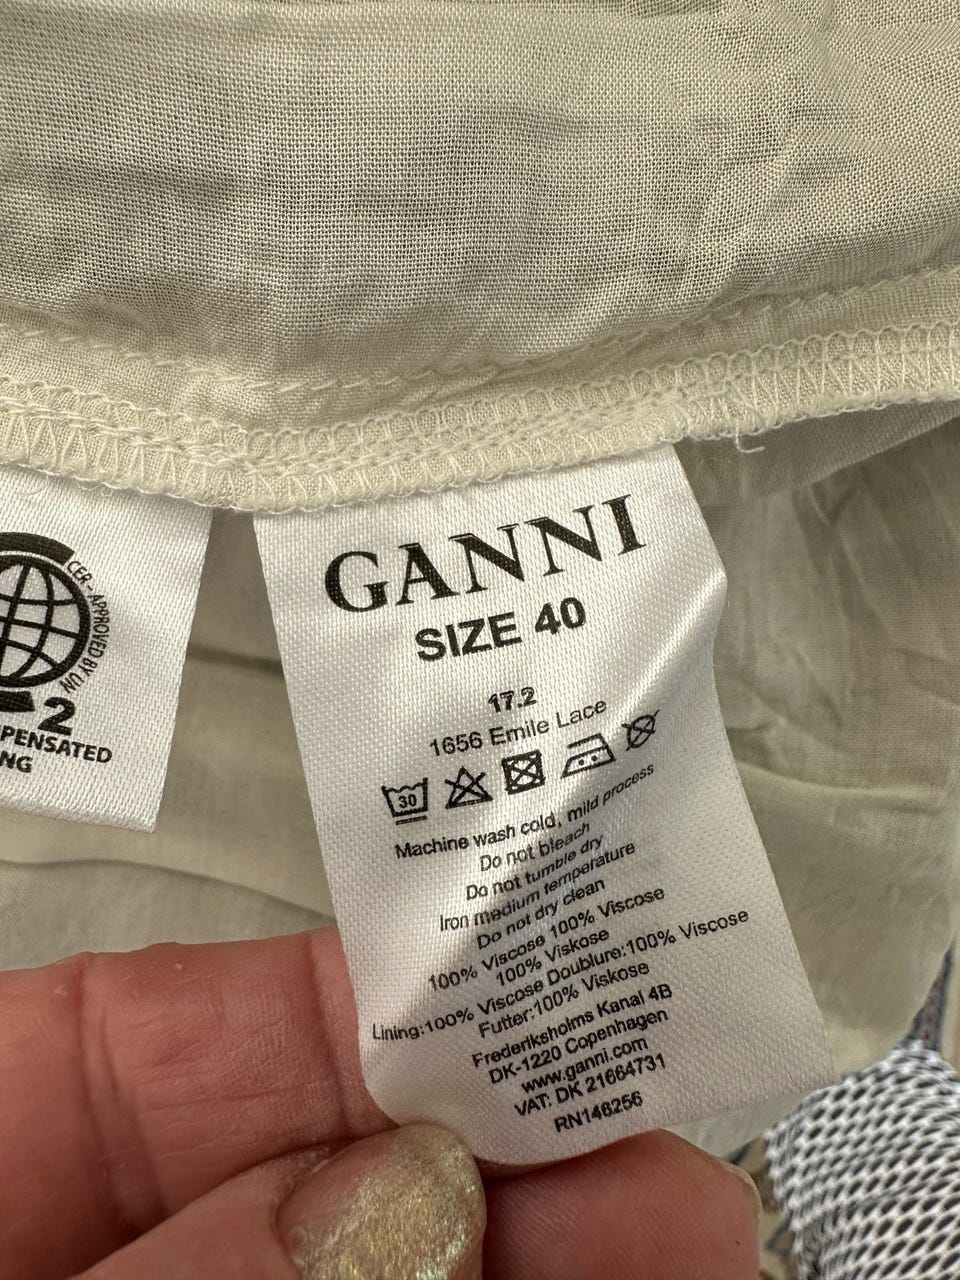 CER - APPROVED BY UN
2
PENSATED
NG
GANNI
SIZE 40
17.2
1656 Emile Lace
30
Machine wash cold, mild process
Do not bleach
Do not tumble dry
Iron medium temperature
Do not dry clean
100% Viscose 100% Viscose
100% Viskose
Lining:100% Viscose Doublure:100% Viscose
Futter:100% Viskose
Frederiksholms Kanal 4B
DK-1220 Copenhagen
www.ganni.com
VAT: DK 21664731
RN146256